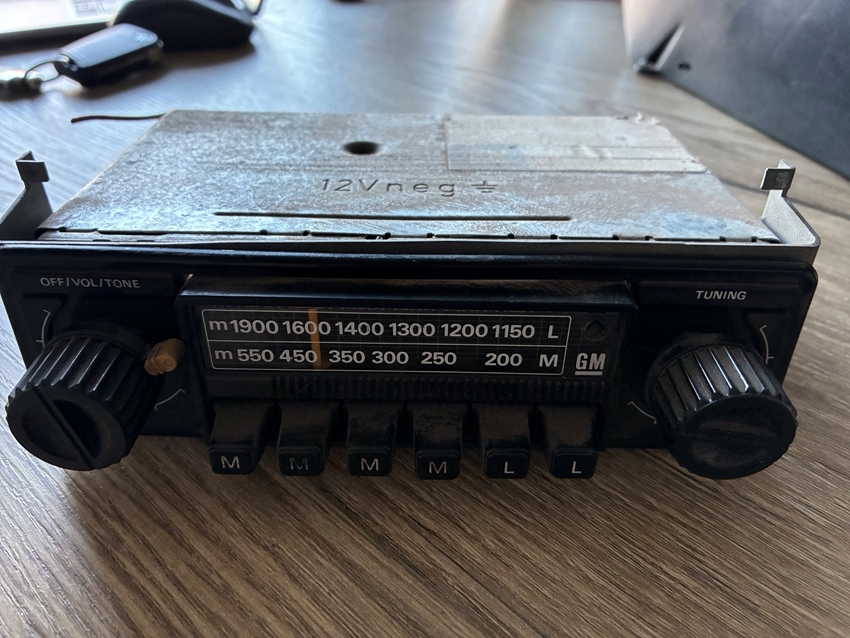 12Vneg
OFF/VOL/TONE
TUNING
m 1900 1600 1400 1300 1200 1150 L
m 550 450 350 300 250 200 M
GM
M M M M L L